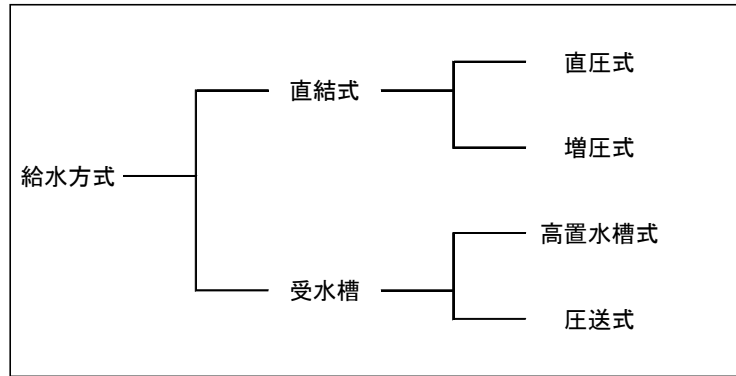 給水方式
直結式
直圧式
増圧式
受水槽
高置水槽式
圧送式